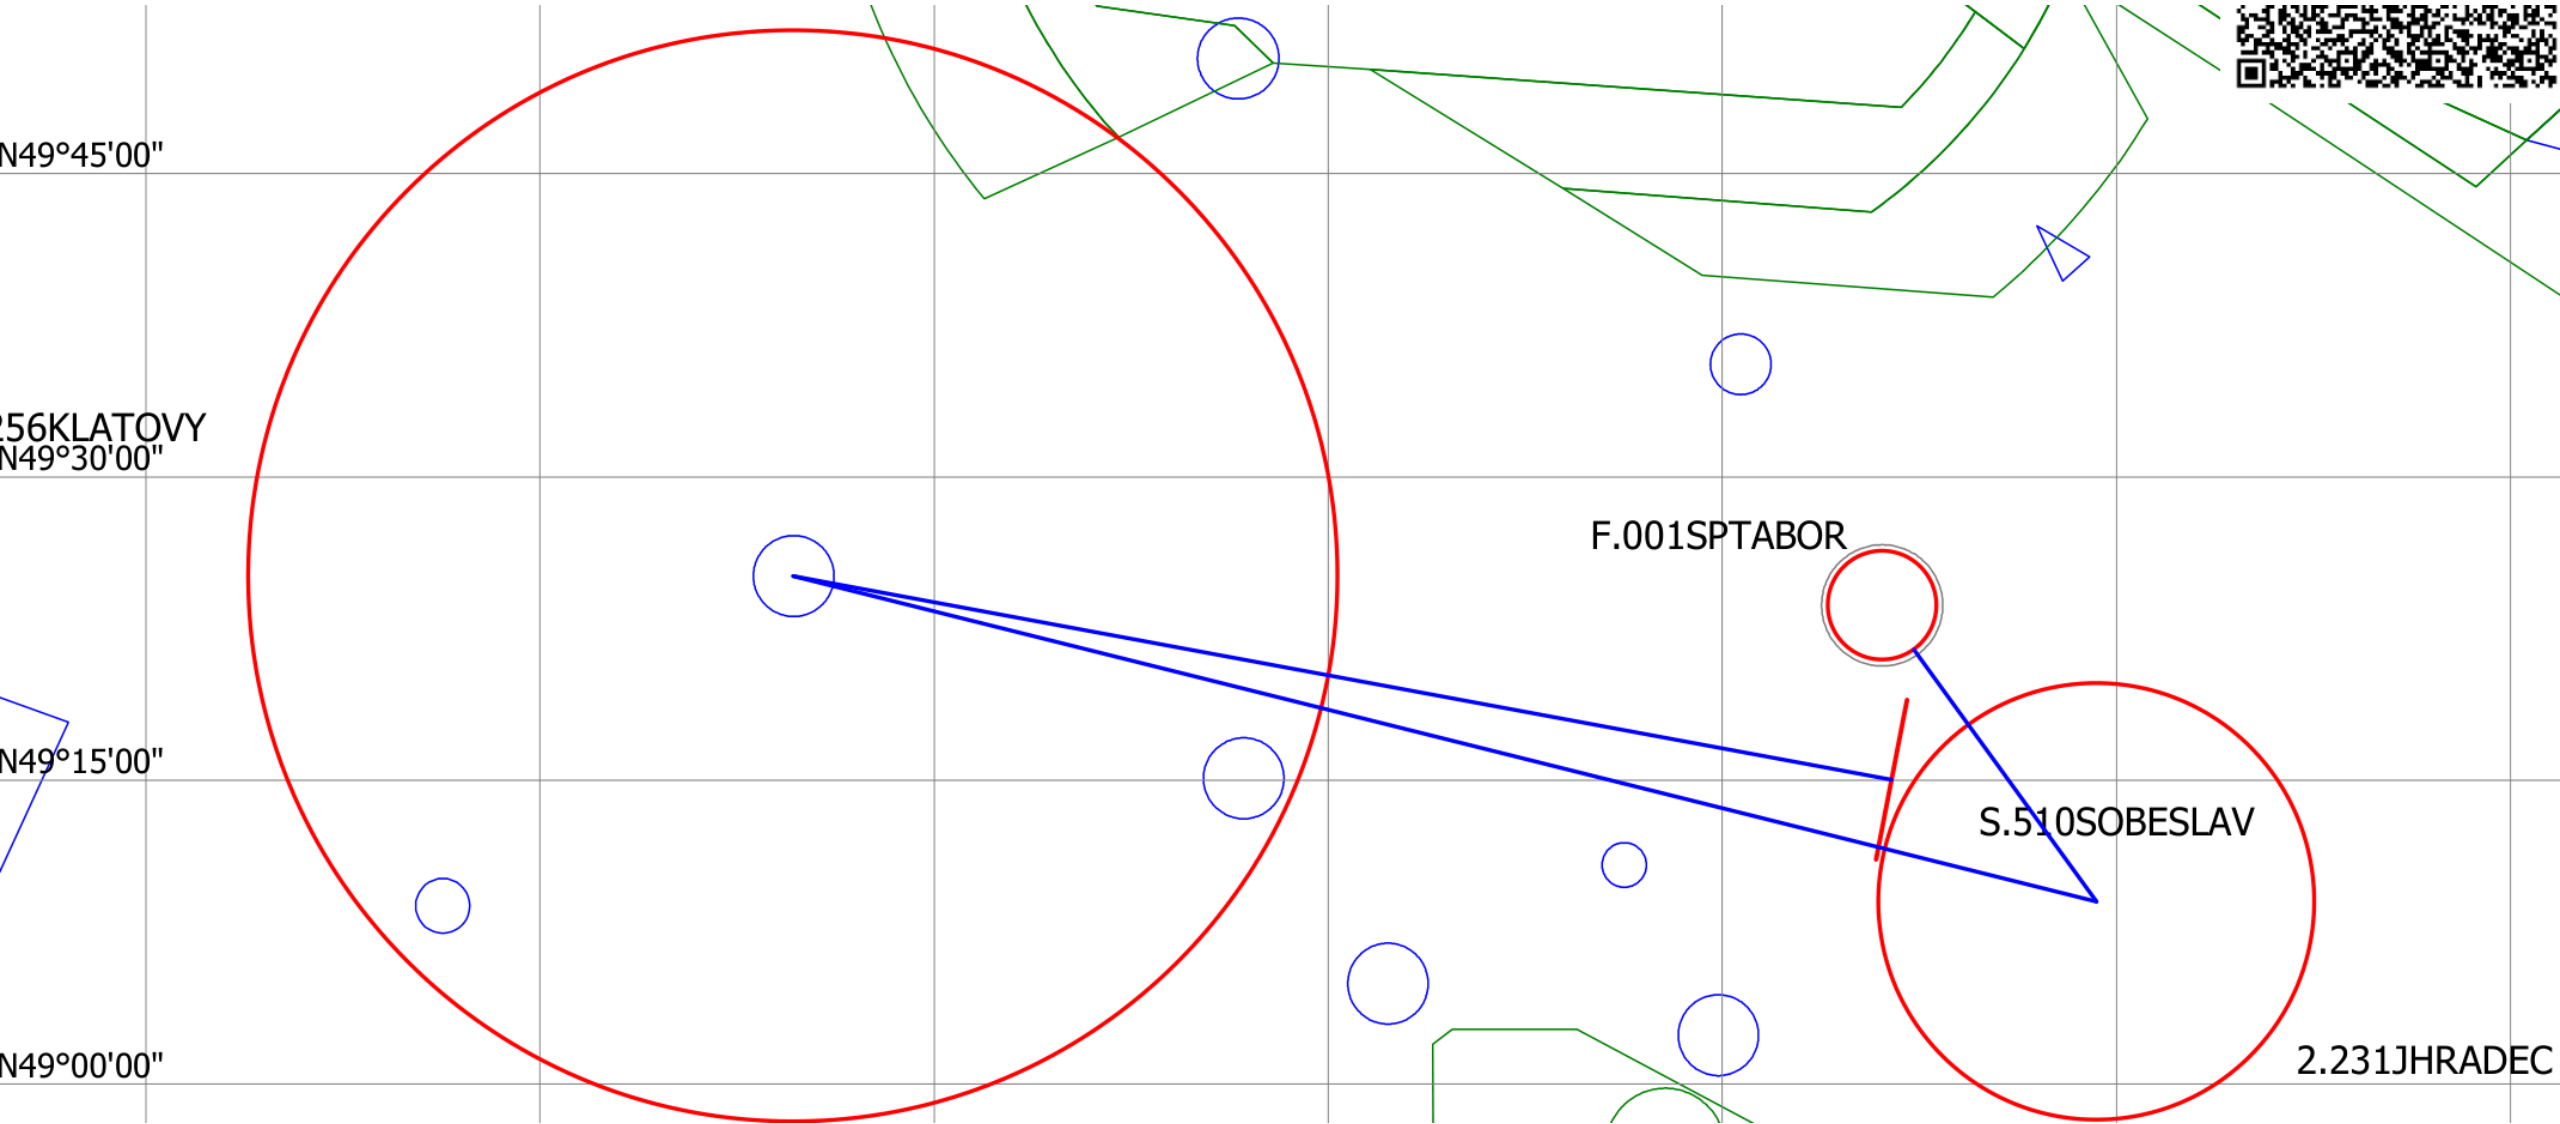 N49°45'00"
256KLATOVY
N49°30'00"
F.001SPTABOR
N49°15'00"
S.510SOBESLAV
N49°00'00"
2.231JHRADEC